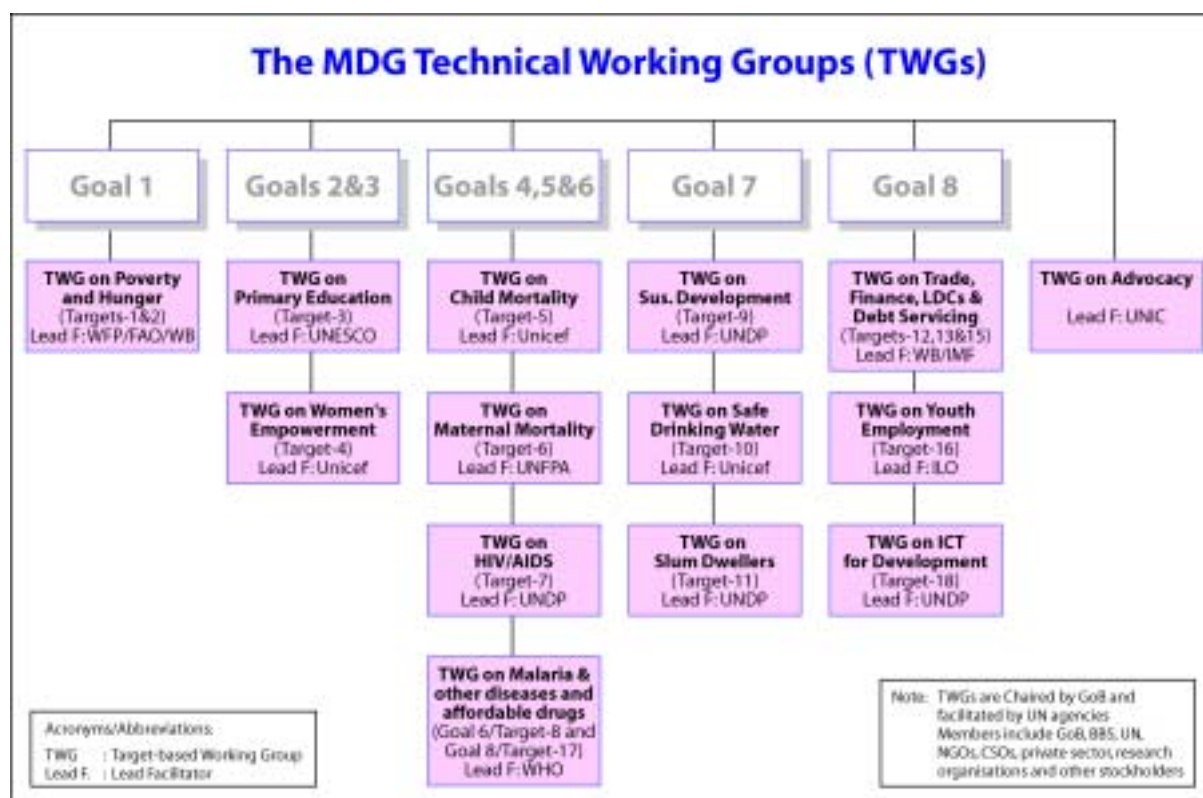 The MDG Technical Working Groups (TWGs)
Goal 1
TWG on Poverty
and Hunger
(Targets-1&2)
Lead F: WFP/FAO/WB
Goals 2&3
TWG on
Primary Education
(Target-3)
Lead F: UNESCO
TWG on Women's
Empowerment
(Target-4)
Lead F: Unicef
Goals 4,5&6
TWG on
Child Mortality
(Target-5)
Lead F: Unicef
TWG on
Maternal Mortality
(Target-6)
Lead F: UNFPA
TWG on
HIV/AIDS
(Target-7)
Lead F: UNDP
TWG on Malaria &
other diseases and
affordable drugs
(Goal 6/Target-8 and
Goal 8/Target-17)
Lead F: WHO
Goal 7
TWG on
Sus. Development
(Target-9)
Lead F: UNDP
TWG on Safe
Drinking Water
(Target-10)
Lead F: Unicef
TWG on
Slum Dwellers
(Target-11)
Lead F: UNDP
Goal 8
TWG on Trade,
Finance, LDCs &
Debt Servicing
(Targets-12,13&15)
Lead F: WB/IMF
TWG on Youth
Employment
(Target-16)
Lead F: ILO
TWG on ICT
for Development
(Target-18)
Lead F: UNDP
TWG on Advocacy
Lead F: UNIC
Acronyms/Abbreviations:
TWG : Target-based Working Group
Lead F. : Lead Facilitator
Note: TWGs are Chaired by GoB and
facilitated by UN agencies
Members include GoB, BBS, UN,
NGOs, CSOs, private sector, research
organisations and other stockholders